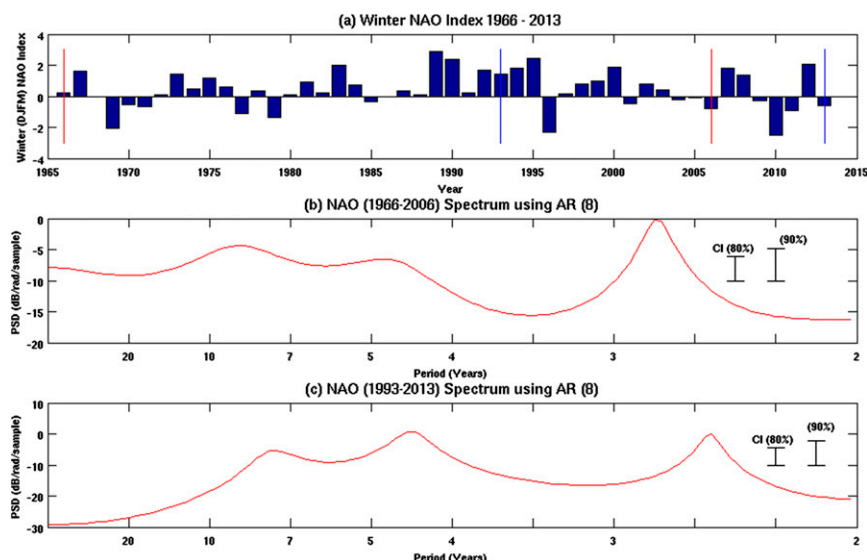 (a) Winter NAO Index 1966 - 2013
Winter (DJFM) NAO Index
4
2
0
-2
-4
1965 1970 1975 1980 1985 1990 1995 2000 2005 2010 2015
Year
(b) NAO (1966-2006) Spectrum using AR (8)
PSD (dB/rad/sample)
0
-5
-10
-15
-20
CI (80%) (90%)
20 10 7 5 4 3 2
Period (Years)
(c) NAO (1993-2013) Spectrum using AR (8)
PSD (dB/rad/sample)
10
0
-10
-20
-30
CI (80%) (90%)
20 10 7 5 4 3 2
Period (Years)